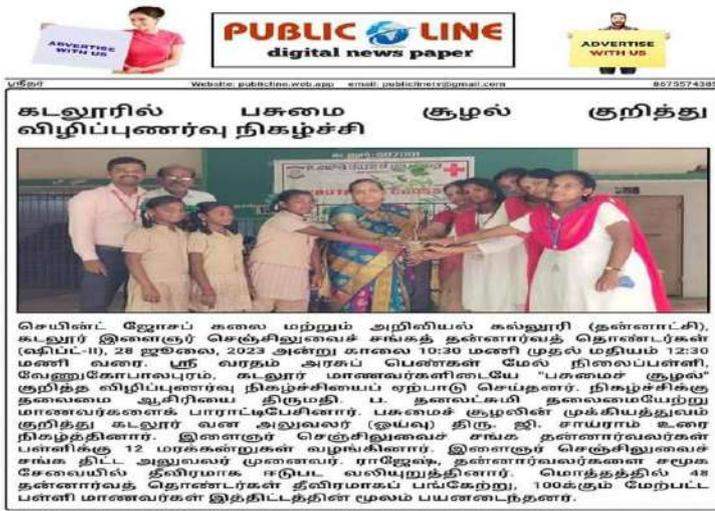 ADVERTISE
WITH US
PUBLIC LINE
digital news paper
ADVERTISE
WITH US
ஸ்ரீதர்
Website: publicline.web.app email: publiclinetv@gmail.com
கடலூரில் பசுமை சூழல் குறித்து
விழிப்புணர்வு நிகழ்ச்சி
செயின்ட் ஜோசப் கலை மற்றும் அறிவியல் கல்லூரி (தன்னாட்சி),
கடலூர் இளைஞர் செஞ்சிலுவைச் சங்கத் தன்னார்வத் தொண்டர்கள்
(ஷிப்ட்-II), 28 ஜூலை, 2023 அன்று காலை 10:30 மணி முதல் மதியம் 12:30
மணி வரை. ஸ்ரீ வரதம் அரசுப் பெண்கள் மேல் நிலைப்பள்ளி,
வேணுகோபாலபுரம், கடலூர் மாணவர்களிடையே "பசுமைச் சூழல்"
குறித்த விழிப்புணர்வு நிகழ்ச்சியைப் ஏற்பாடு செய்தனர். நிகழ்ச்சிக்கு
தலைமை ஆசிரியை திருமதி. ப. தனலட்சுமி தலைமையேற்று
மாணவர்களைக் பாராட்டிபேசினார். பசுமைச் சூழலின் முக்கியத்துவம்
குறித்து கடலூர் வன அலுவலர் (ஓய்வு) திரு. ஜி. சாய்ராம் உரை
நிகழ்த்தினார். இளைஞர் செஞ்சிலுவைச் சங்க தன்னார்வலர்கள்
பள்ளிக்கு 12 மரக்கன்றுகள் வழங்கினார். இளைஞர் செஞ்சிலுவைச்
சங்க திட்ட அலுவலர் முனைவர். ராஜேஷ், தன்னார்வலர்களை சமூக
சேவையில் தீவிரமாக ஈடுபட வலியுறுத்தினார். மொத்தத்தில் 48
தன்னார்வத் தொண்டர்கள் தீவிரமாகப் பங்கேற்று, 100க்கும் மேற்பட்ட
பள்ளி மாணவர்கள் இத்திட்டத்தின் மூலம் பயனடைந்தனர்.